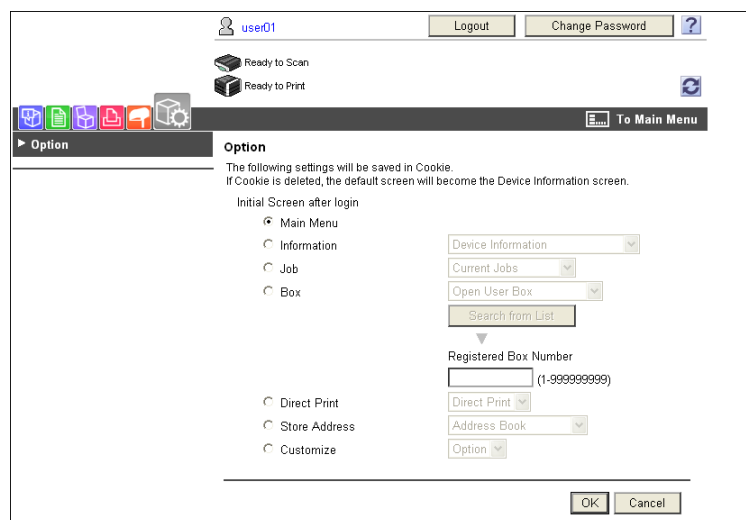 user01 Logout Change Password ?
Ready to Scan
Ready to Print
To Main Menu
Option
Option
The following settings will be saved in Cookie.
If Cookie is deleted, the default screen will become the Device Information screen.
Initial Screen after login
Main Menu
Information Device Information
Job Current Jobs
Box Open User Box
Search from List
Registered Box Number
(1-999999999)
Direct Print Direct Print
Store Address Address Book
Customize Option
OK Cancel